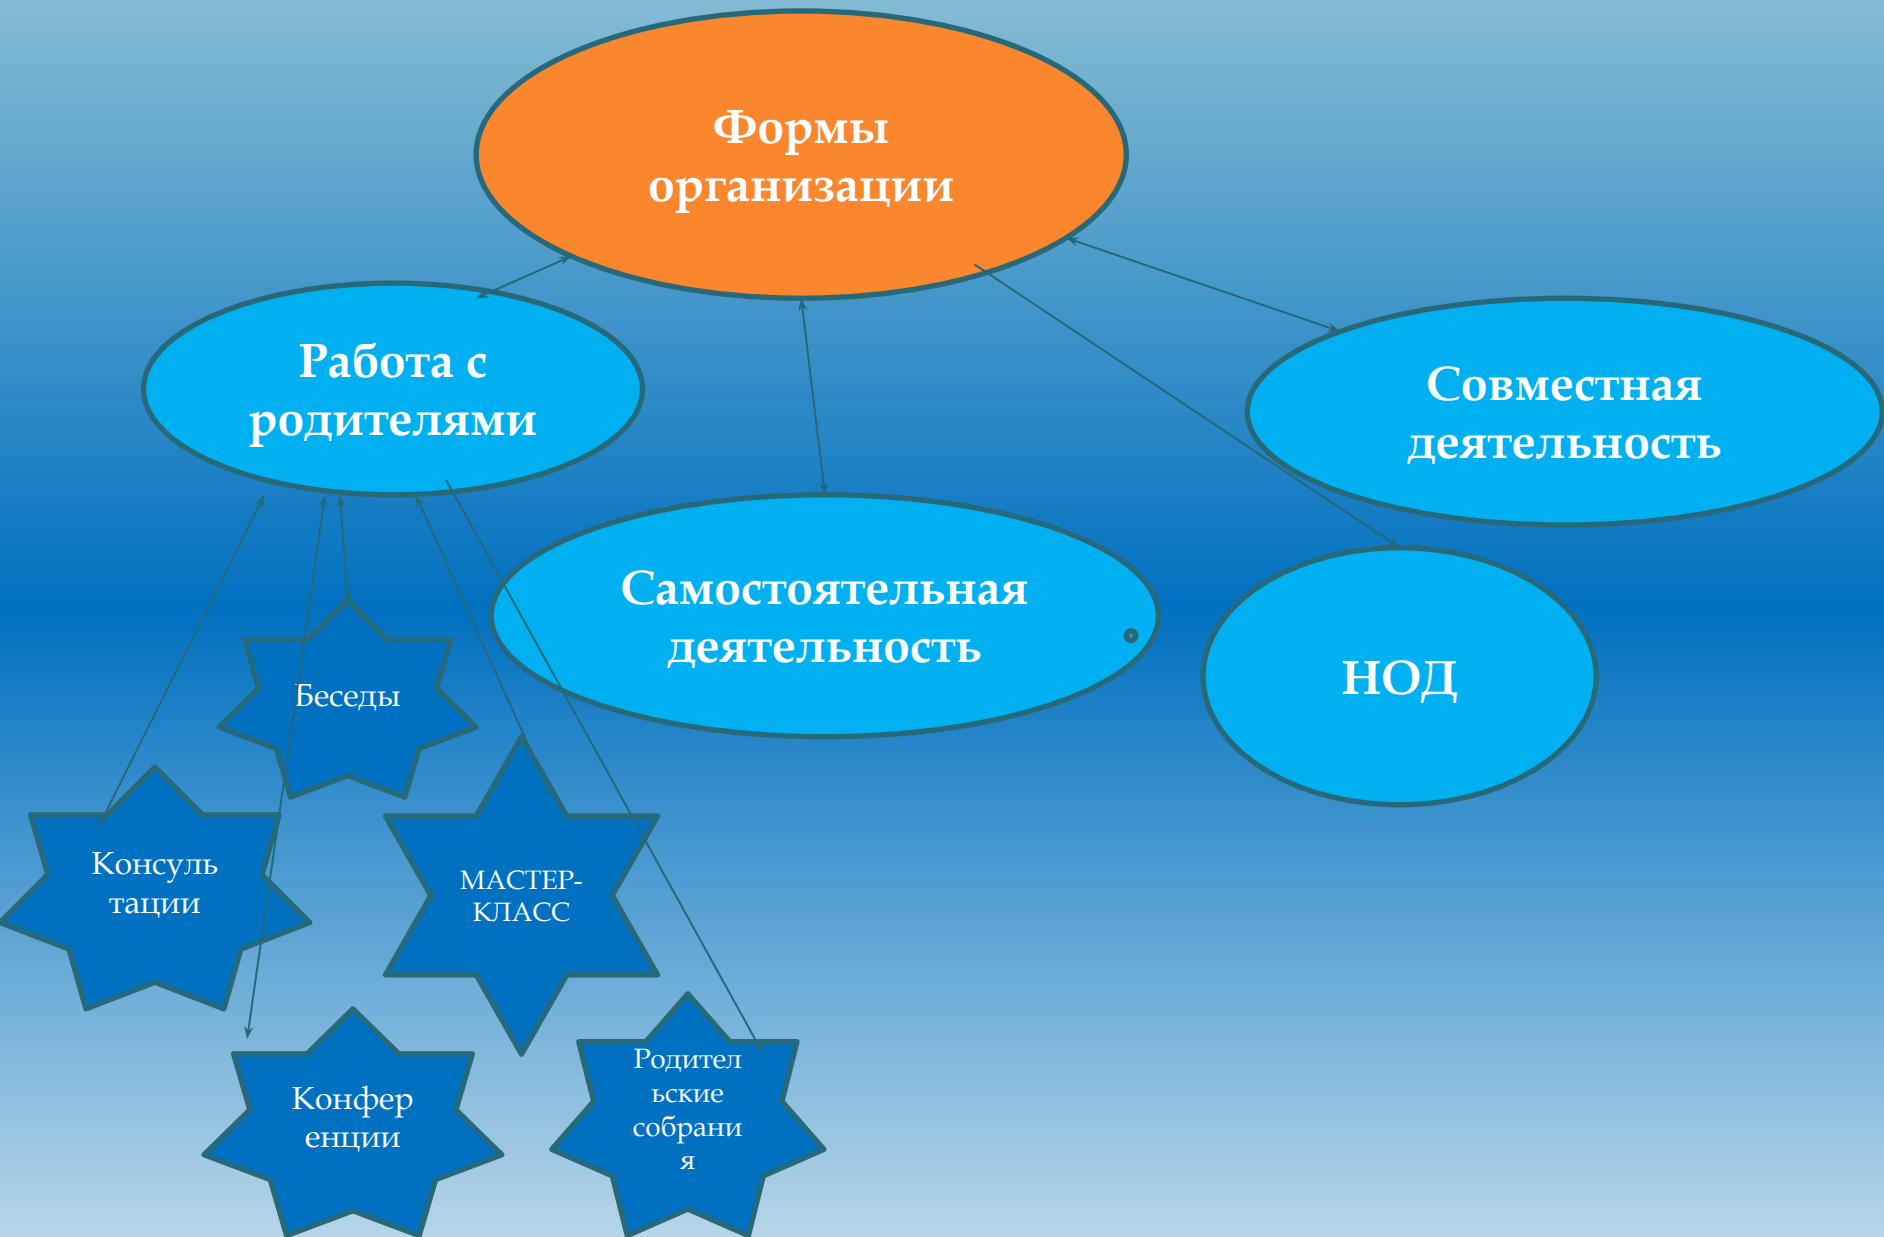 Формы
организации
Работа с
родителями
Совместная
деятельность
Самостоятельная
деятельность
НОД
Беседы
Консуль
тации
МАСТЕР-
КЛАСС
Конфер
енции
Родител
ьские
собрани
я